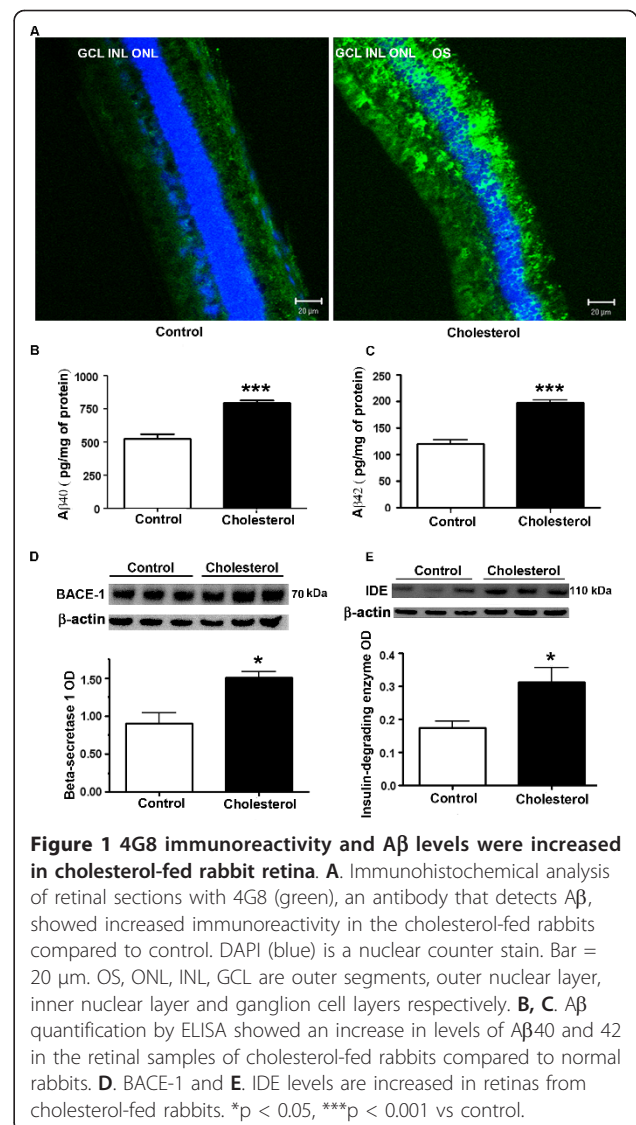 A
GCL INL ONL
GCL INL ONL OS
20 µm
20 µm
Control
Cholesterol
B
C
Aβ40 ( pg/mg of protein)
1000
750
500
250
0
***
Control
Cholesterol
Aβ42 ( pg/mg of protein)
250
200
150
100
50
0
***
Control
Cholesterol
D
E
Control Cholesterol
BACE-1
70 kDa
β-actin
Control Cholesterol
IDE
110 kDa
β-actin
Beta-secretase 1 OD
1.50
1.00
0.50
0.00
*
Control
Cholesterol
Insulin-degrading enzyme OD
0.4
0.3
0.2
0.1
0.0
*
Control
Cholesterol
Figure 1 4G8 immunoreactivity and Aβ levels were increased
in cholesterol-fed rabbit retina. A. Immunohistochemical analysis
of retinal sections with 4G8 (green), an antibody that detects Aβ,
showed increased immunoreactivity in the cholesterol-fed rabbits
compared to control. DAPI (blue) is a nuclear counter stain. Bar =
20 μm. OS, ONL, INL, GCL are outer segments, outer nuclear layer,
inner nuclear layer and ganglion cell layers respectively. B, C. Aβ
quantification by ELISA showed an increase in levels of Aβ40 and 42
in the retinal samples of cholesterol-fed rabbits compared to normal
rabbits. D. BACE-1 and E. IDE levels are increased in retinas from
cholesterol-fed rabbits. *p < 0.05, ***p < 0.001 vs control.